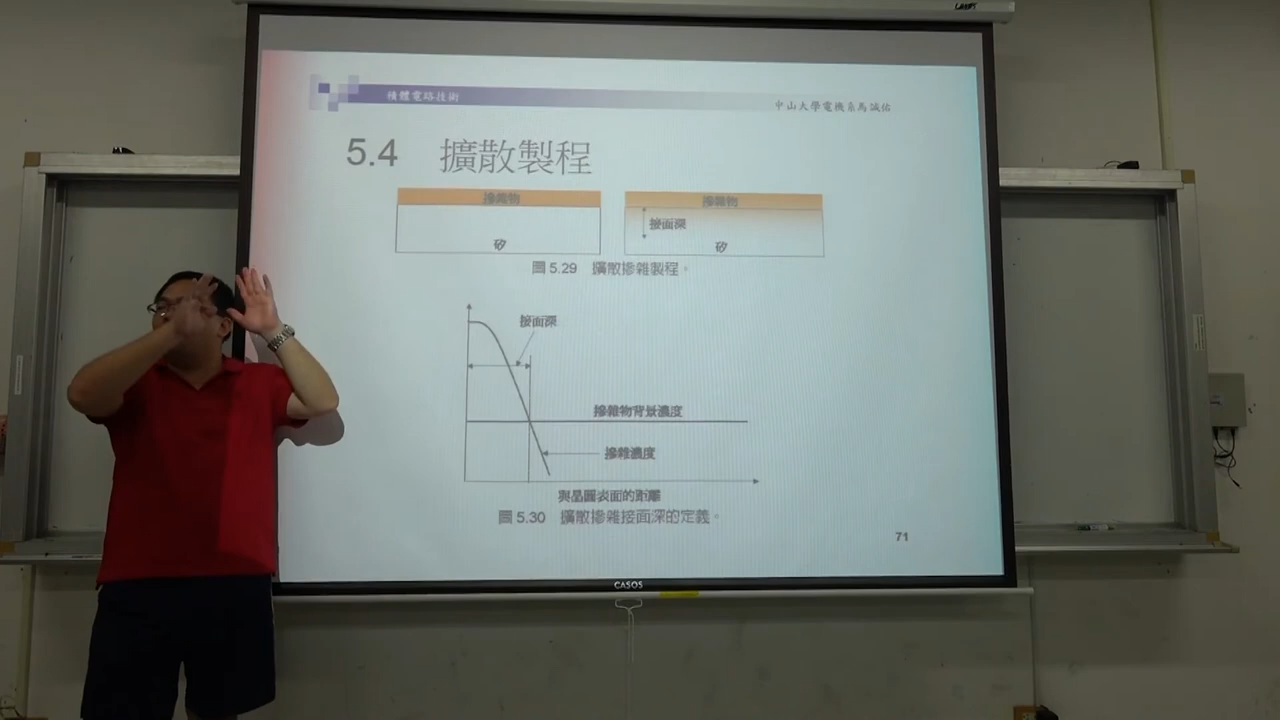 積體電路技術
中山大學電機系馬誠佑
5.4 擴散製程
摻雜物
矽
摻雜物
接面深
矽
圖 5.29 擴散摻雜製程。
接面深
摻雜物背景濃度
摻雜濃度
與晶圓表面的距離
圖 5.30 擴散摻雜接面深的定義。
71
CASOS